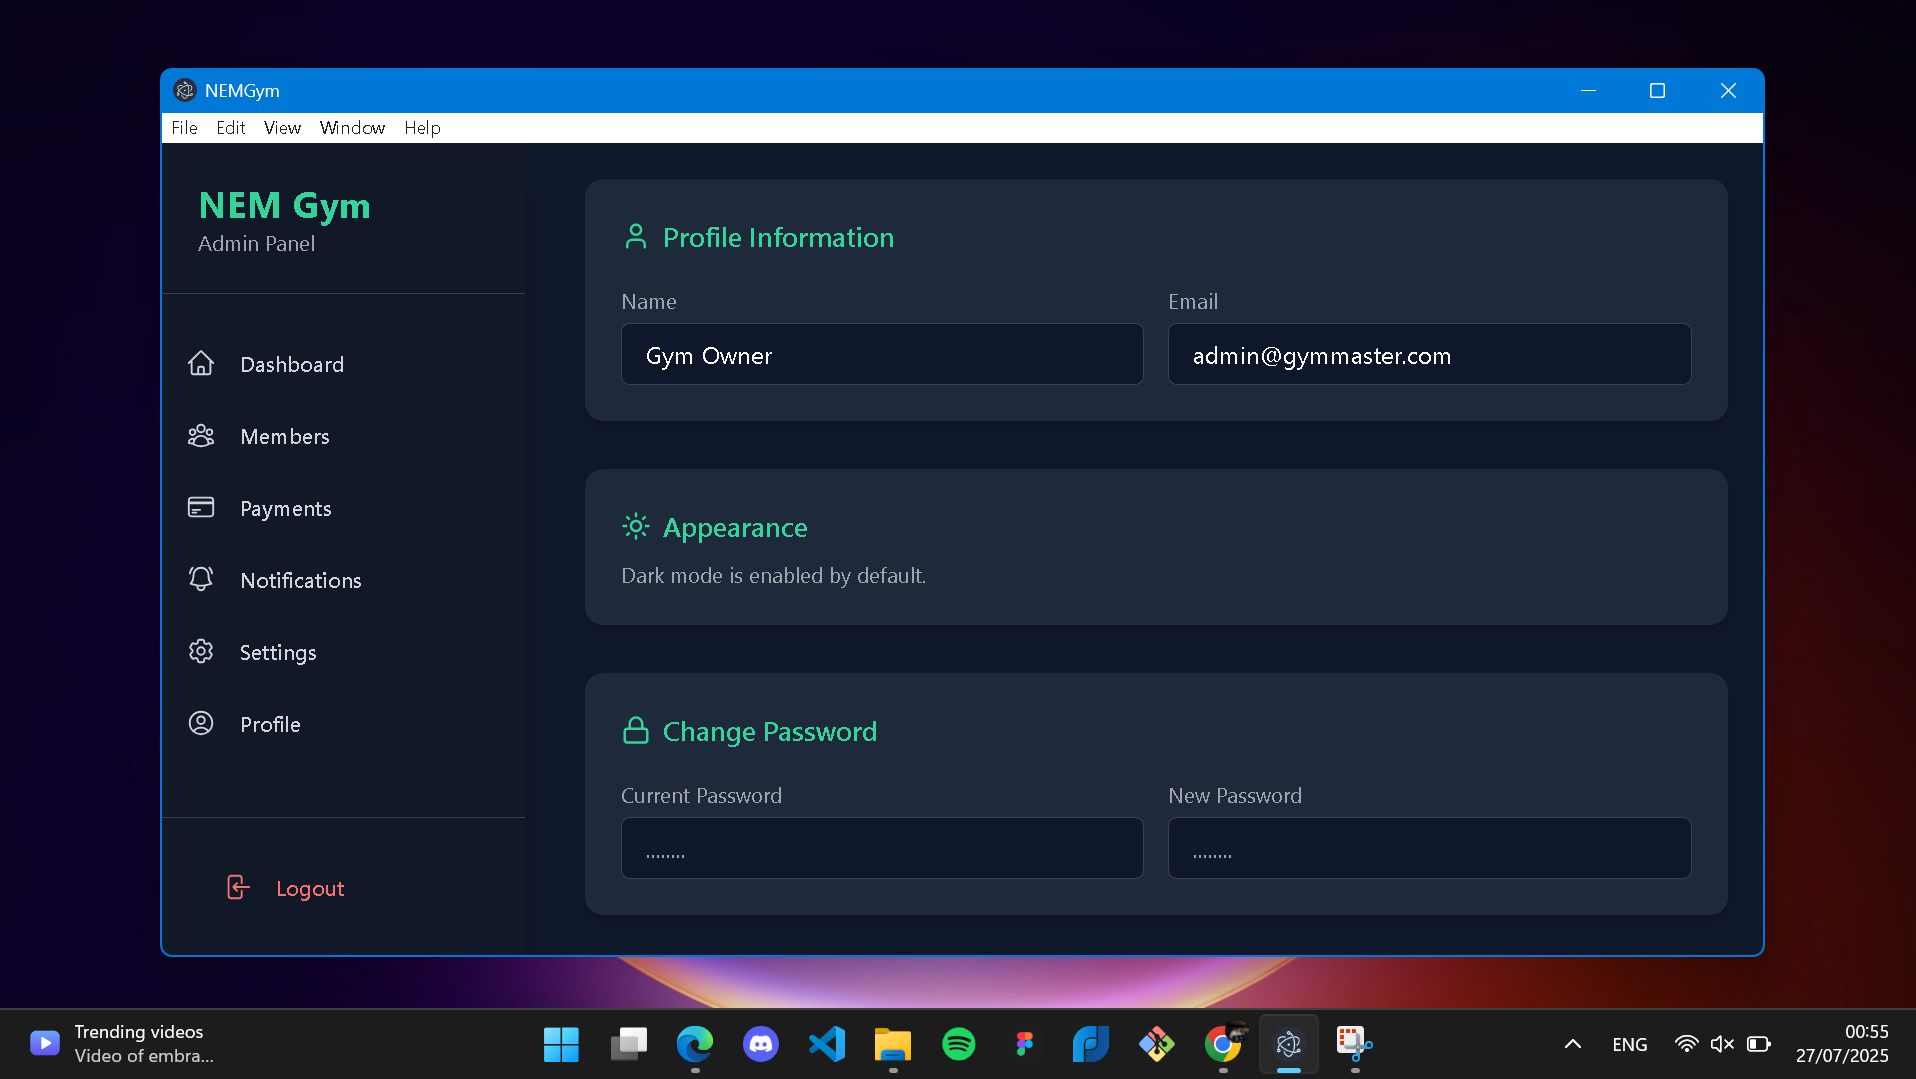 NEMGym
File Edit View Window Help
NEM Gym
Admin Panel
Dashboard
Members
Payments
Notifications
Settings
Profile
Logout
Profile Information
Name
Email
Gym Owner
admin@gymmaster.com
Appearance
Dark mode is enabled by default.
Change Password
Current Password
New Password
........
........
Trending videos
Video of embra...
ENG
00:55
27/07/2025